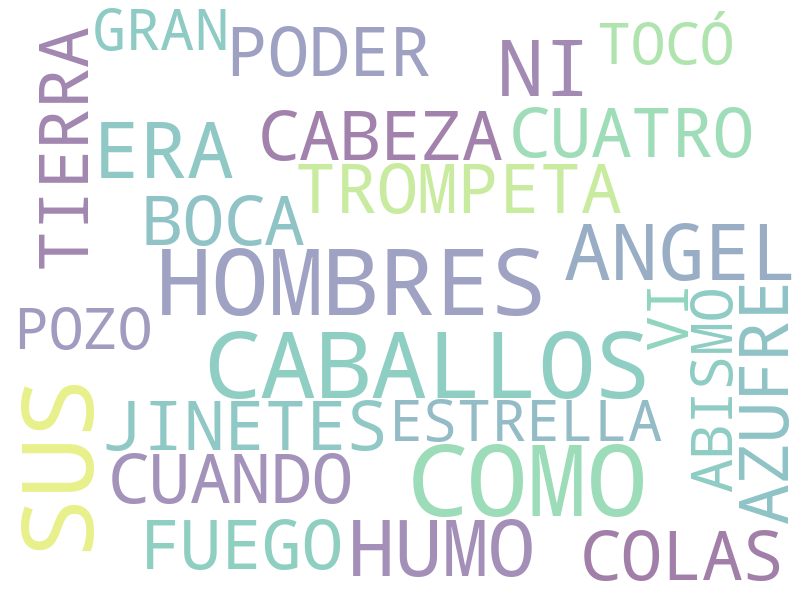 GRAN
PODER
TOCÓ
TIERRA
NI
ERA
CABEZA
CUATRO
TROMPETA
BOCA
ANGEL
HOMBRES
POZO
VI
ABISMO
AZUFRE
CABALLOS
SUS
JINETES
ESTRELLA
CUANDO
COMO
FUEGO
HUMO
COLAS